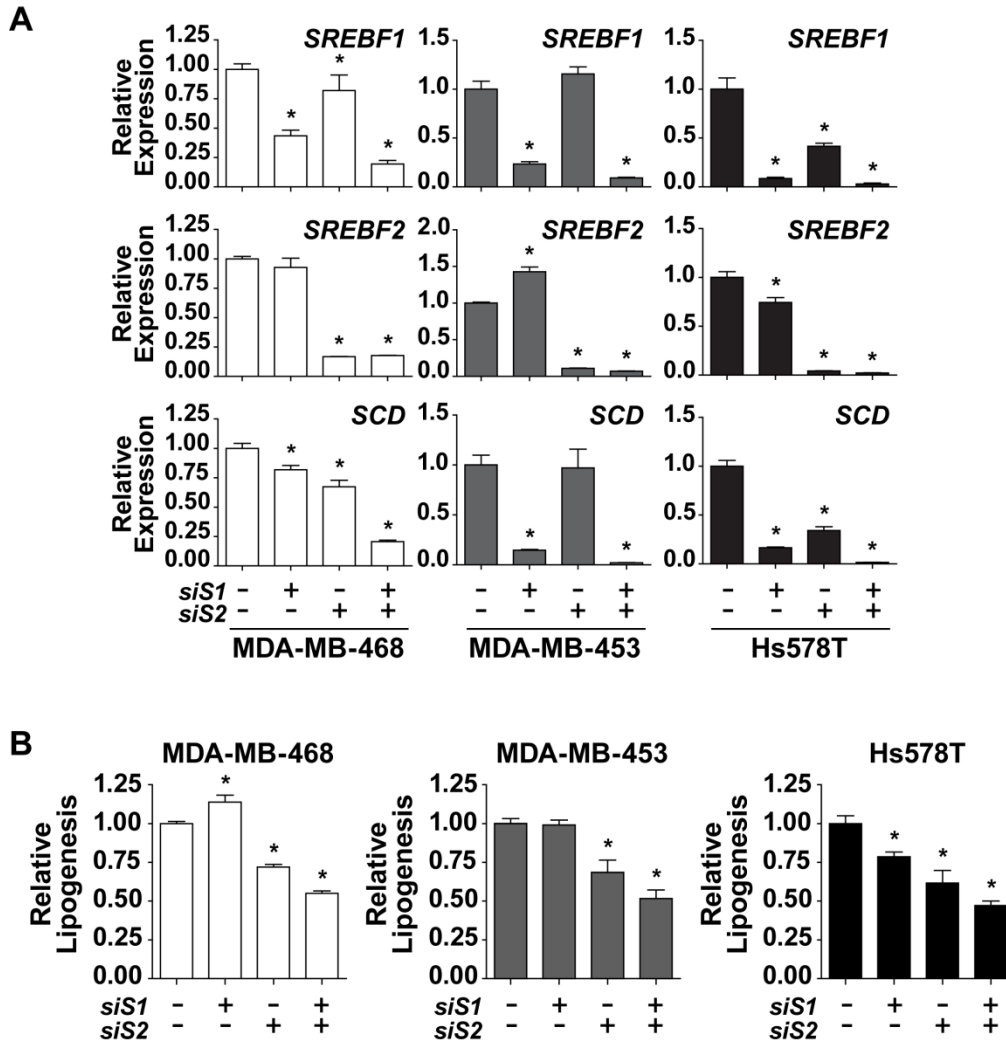 A
SREBF1 SREBF1 SREBF1
Relative Expression
1.25 1.5 1.5
1.00 1.0 1.0
0.75 0.5 0.5
0.50 0.0 0.0
0.25
0.00
* * *
* *
* * *
SREBF2 SREBF2 SREBF2
Relative Expression
1.25 2.0 1.5
1.00 1.5 1.0
0.75 1.0 0.5
0.50 0.5 0.0
0.25 0.0
0.00
* *
* * *
* * *
SCD SCD SCD
Relative Expression
1.25 1.5 1.5
1.00 1.0 1.0
0.75 0.5 0.5
0.50 0.0 0.0
0.25
0.00
* * *
* *
* * *
siS1 - + - + - + - + - + - +
siS2 - - + + - - + + - - + +
MDA-MB-468 MDA-MB-453 Hs578T
B
MDA-MB-468 MDA-MB-453 Hs578T
Relative Lipogenesis Relative Lipogenesis Relative Lipogenesis
1.25 1.25 1.25
1.00 1.00 1.00
0.75 0.75 0.75
0.50 0.50 0.50
0.25 0.25 0.25
0.00 0.00 0.00
* * *
* *
* * *
siS1 - + - + siS1 - + - + siS1 - + - +
siS2 - - + + siS2 - - + + siS2 - - + +